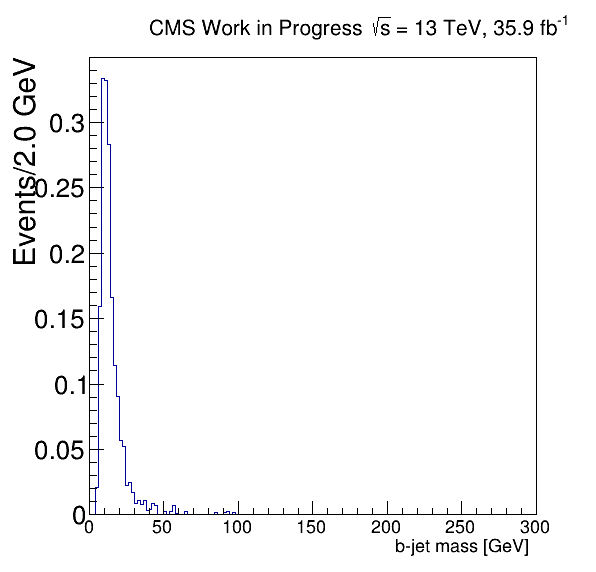 CMS Work in Progress √s = 13 TeV, 35.9 fb⁻¹
Events/2.0 GeV
0.3
0.25
0.2
0.15
0.1
0.05
0
0 50 100 150 200 250 300
b-jet mass [GeV]